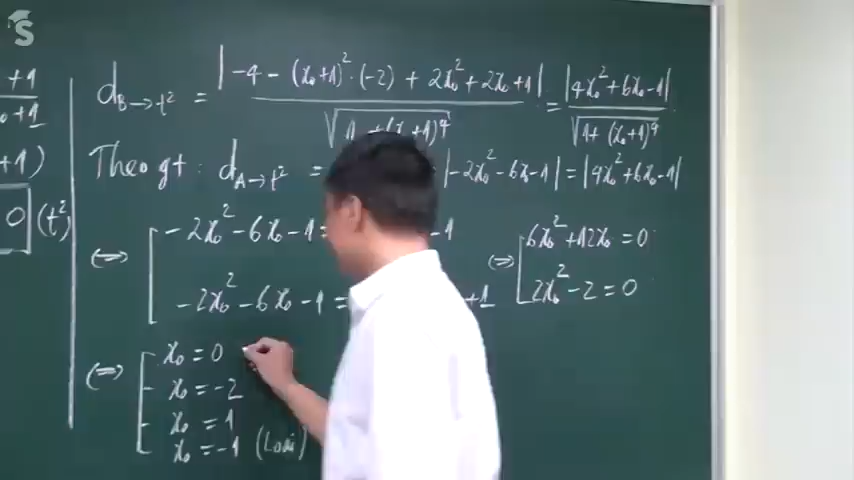 S
+1
x₀+1
+1)
0 (t²)
d_{B→t²} = |-4 - (x₀+1)².(-2) + 2x₀² + 2x₀ + 1| / √(1 + (x₀+1)⁴) = |4x₀² + 6x₀ - 1| / √(1 + (x₀+1)⁴)
Theo gt : d_{A→t²} = |-2x₀² - 6x₀ - 1| = |4x₀² + 6x₀ - 1|
⇔ [ -2x₀² - 6x₀ - 1 = - 1
-2x₀² - 6x₀ - 1 = + 1
⇔ [ 6x₀² + 12x₀ = 0
2x₀² - 2 = 0
⇔ [ x₀ = 0
x₀ = -2
x₀ = 1
x₀ = -1 (Loại)